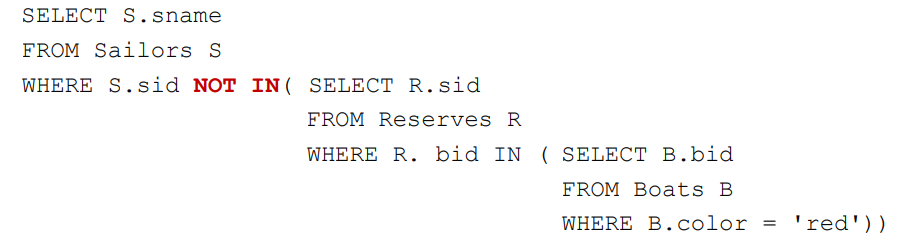 SELECT S.sname
FROM Sailors S
WHERE S.sid NOT IN( SELECT R.sid
FROM Reserves R
WHERE R. bid IN ( SELECT B.bid
FROM Boats B
WHERE B.color = 'red'))